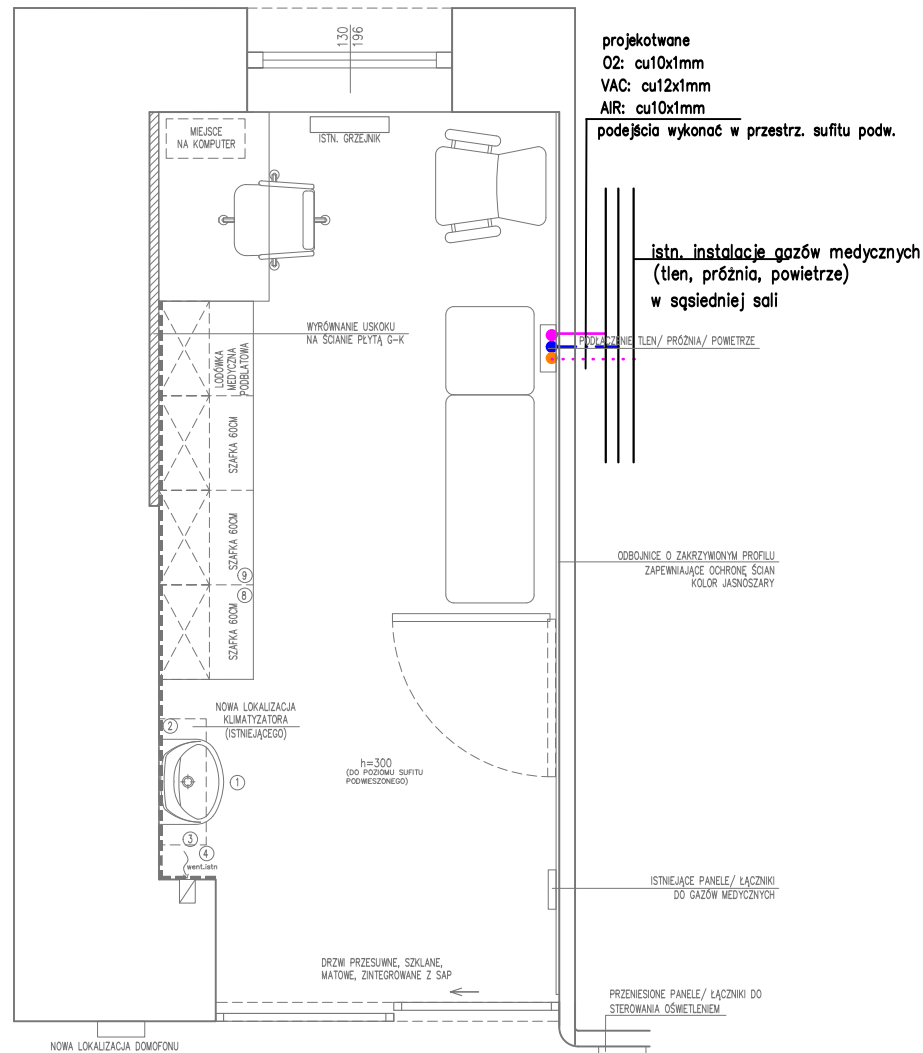 130
196
projekotwane
O2: cu10x1mm
VAC: cu12x1mm
AIR: cu10x1mm
podejścia wykonać w przestrz. sufitu podw.
MIEJSCE
NA KOMPUTER
ISTN. GRZEJNIK
istn. instalacje gazów medycznych
(tlen, próżnia, powietrze)
w sąsiedniej sali
WYRÓWNANIE USKOKU
NA ŚCIANIE PŁYTĄ G-K
PODŁĄCZENIE TLEN/ PRÓŻNIA/ POWIETRZE
LODÓWKA
MEDYCZNA
PODBLATOWA
SZAFKA 60CM
SZAFKA 60CM
9
8
SZAFKA 60CM
ODBOJNICE O ZAKRZYWIONYM PROFILU
ZAPEWNIAJĄCE OCHRONĘ ŚCIAN
KOLOR JASNOSZARY
NOWA LOKALIZACJA
KLIMATYZATORA
(ISTNIEJĄCEGO)
2
1
h=300
(DO POZIOMU SUFITU
PODWIESZONEGO)
3
4
went.istn
ISTNIEJĄCE PANELE/ ŁĄCZNIKI
DO GAZÓW MEDYCZNYCH
DRZWI PRZESUWNE, SZKLANE,
MATOWE, ZINTEGROWANE Z SAP
PRZENIESIONE PANELE/ ŁĄCZNIKI DO
STEROWANIA OŚWIETLENIEM
NOWA LOKALIZACJA DOMOFONU